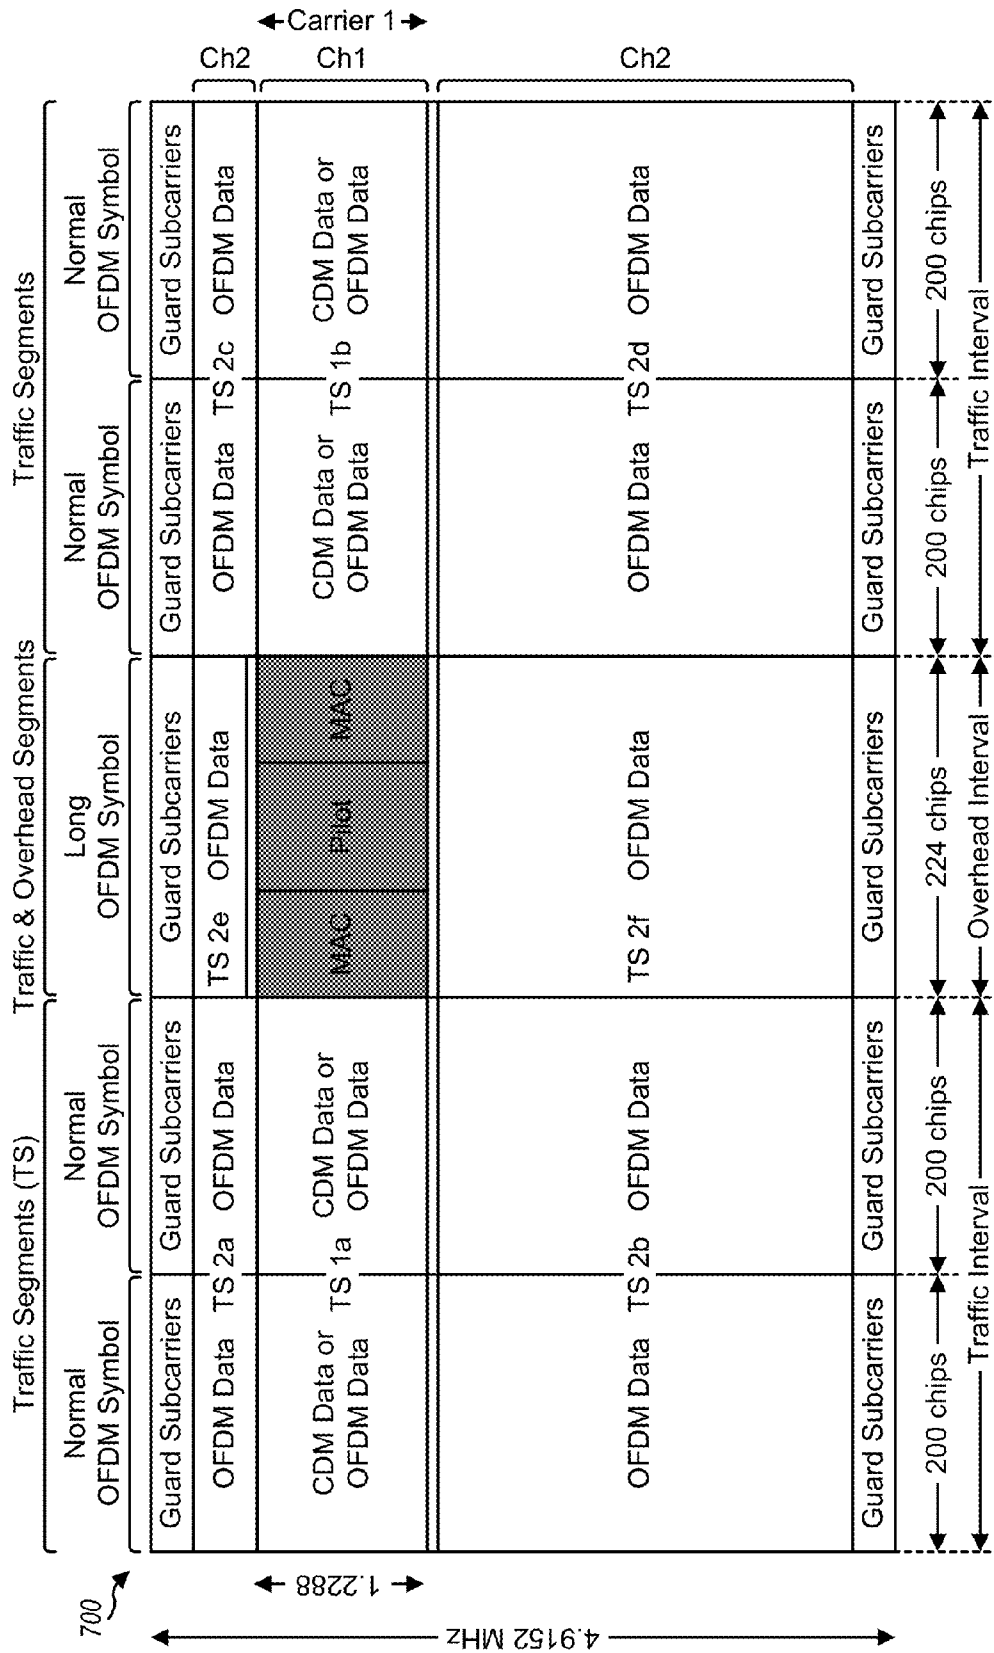 700
Traffic Segments (TS)
Traffic & Overhead Segments
Traffic Segments
Normal
OFDM Symbol
Normal
OFDM Symbol
Long
OFDM Symbol
Normal
OFDM Symbol
Normal
OFDM Symbol
Guard Subcarriers
Guard Subcarriers
Guard Subcarriers
Guard Subcarriers
Guard Subcarriers
OFDM Data
TS 2a
OFDM Data
TS 2e
OFDM Data
OFDM Data
TS 2c
OFDM Data
Ch2
CDM Data or
OFDM Data
TS 1a
CDM Data or
OFDM Data
MAC
Pilot
MAC
CDM Data or
OFDM Data
TS 1b
CDM Data or
OFDM Data
Ch1
Carrier 1
1.2288
4.9152 MHz
OFDM Data
TS 2b
OFDM Data
TS 2f
OFDM Data
OFDM Data
TS 2d
OFDM Data
Ch2
Guard Subcarriers
Guard Subcarriers
Guard Subcarriers
Guard Subcarriers
Guard Subcarriers
200 chips
200 chips
224 chips
200 chips
200 chips
Traffic Interval
Overhead Interval
Traffic Interval